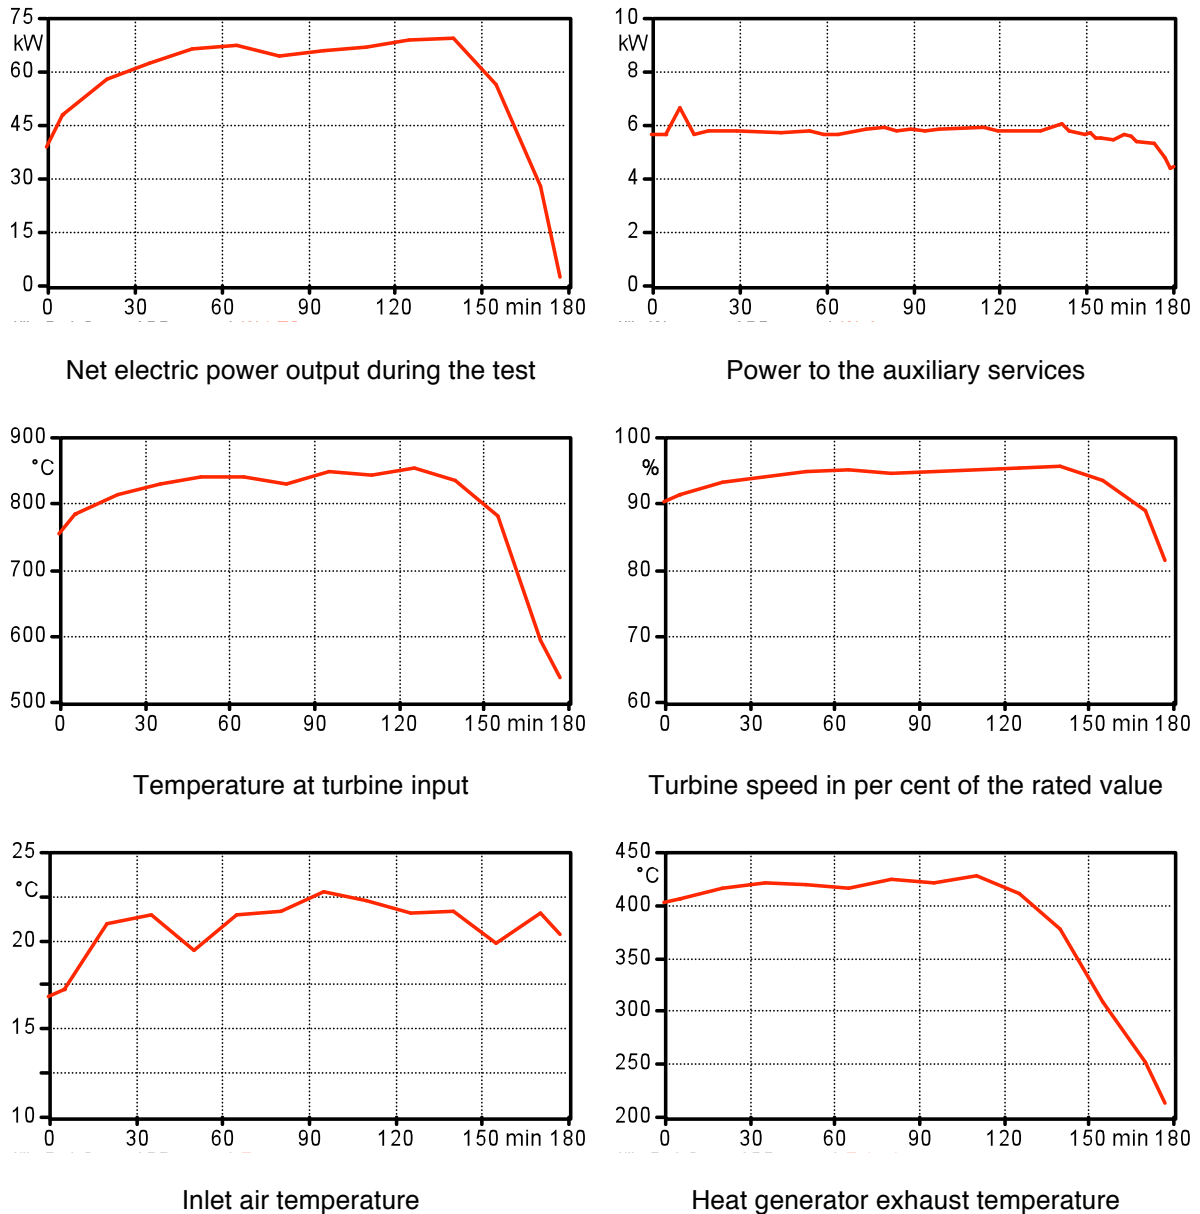 75
kW
60
45
30
15
0
0 30 60 90 120 150 min 180
Net electric power output during the test
10
kW
8
6
4
2
0
0 30 60 90 120 150 min 180
Power to the auxiliary services
900
°C
800
700
600
500
0 30 60 90 120 150 min 180
Temperature at turbine input
100
%
90
80
70
60
0 30 60 90 120 150 min 180
Turbine speed in per cent of the rated value
25
°C
20
15
10
0 30 60 90 120 150 min 180
Inlet air temperature
450
°C
400
350
300
250
200
0 30 60 90 120 150 min 180
Heat generator exhaust temperature